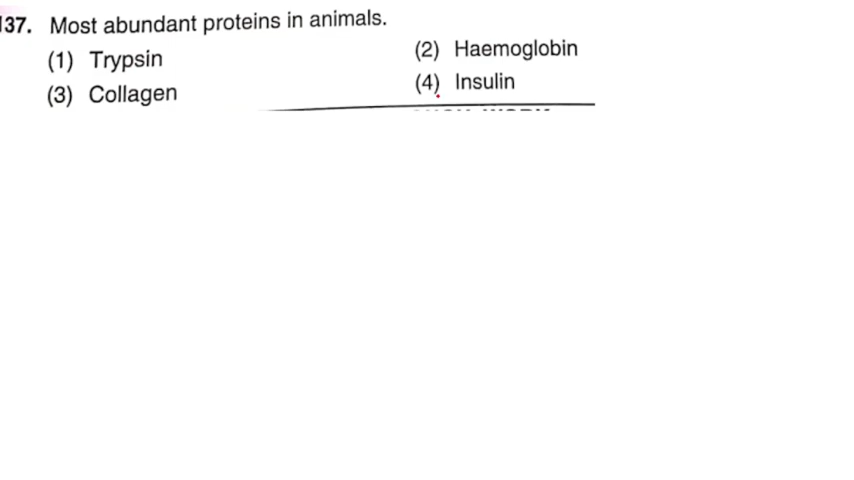 137. Most abundant proteins in animals.
(1) Trypsin (2) Haemoglobin
(3) Collagen (4) Insulin